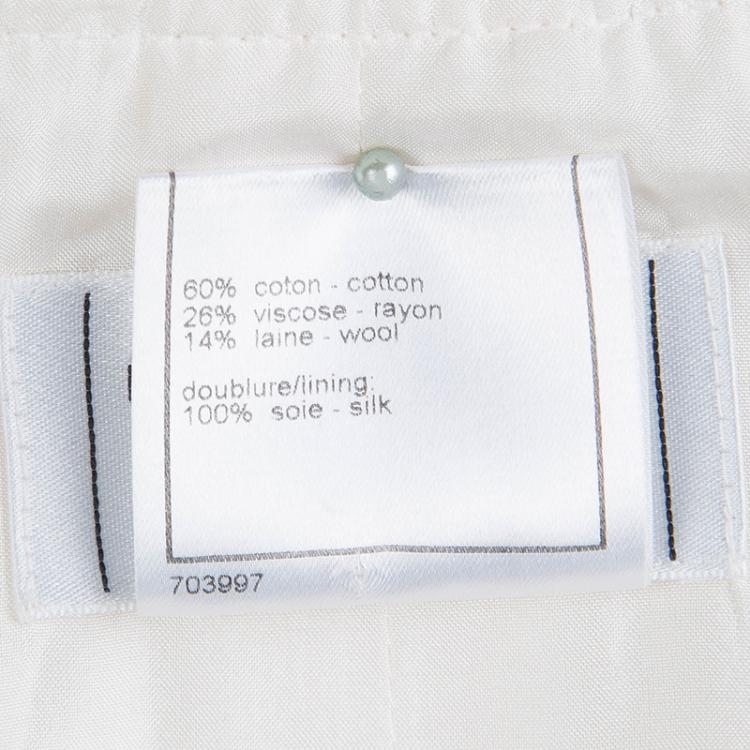 60% coton - cotton
26% viscose - rayon
14% laine - wool
doublure/lining:
100% soie - silk
703997